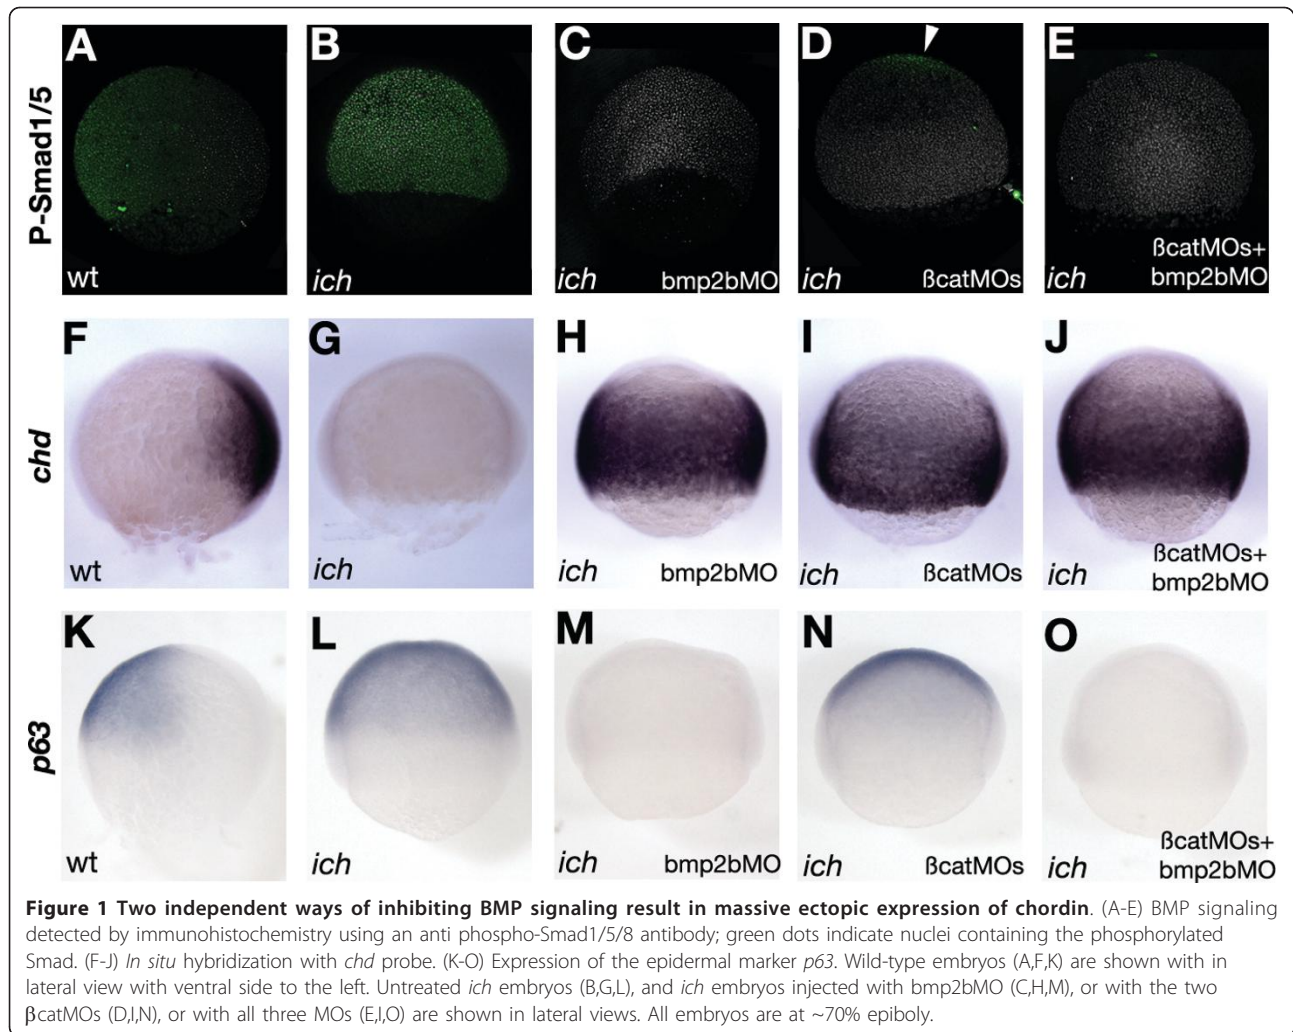 A B C D E
P-Smad1/5
wt ich ich bmp2bMO ich ßcatMOs ich ßcatMOs+
bmp2bMO
F G H I J
chd
wt ich ich bmp2bMO ich ßcatMOs ich ßcatMOs+
bmp2bMO
K L M N O
p63
wt ich ich bmp2bMO ich ßcatMOs ich ßcatMOs+
bmp2bMO
Figure 1 Two independent ways of inhibiting BMP signaling result in massive ectopic expression of chordin. (A-E) BMP signaling
detected by immunohistochemistry using an anti phospho-Smad1/5/8 antibody; green dots indicate nuclei containing the phosphorylated
Smad. (F-J) In situ hybridization with chd probe. (K-O) Expression of the epidermal marker p63. Wild-type embryos (A,F,K) are shown with in
lateral view with ventral side to the left. Untreated ich embryos (B,G,L), and ich embryos injected with bmp2bMO (C,H,M), or with the two
βcatMOs (D,I,N), or with all three MOs (E,I,O) are shown in lateral views. All embryos are at ~70% epiboly.